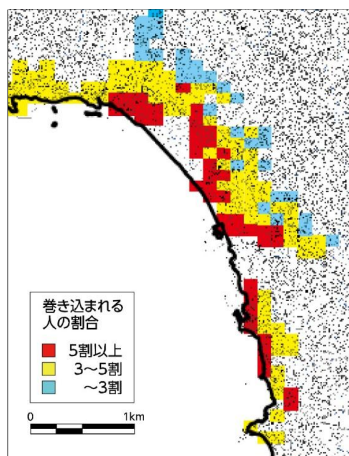 巻き込まれる
人の割合
5割以上
3～5割
～3割
0 1km